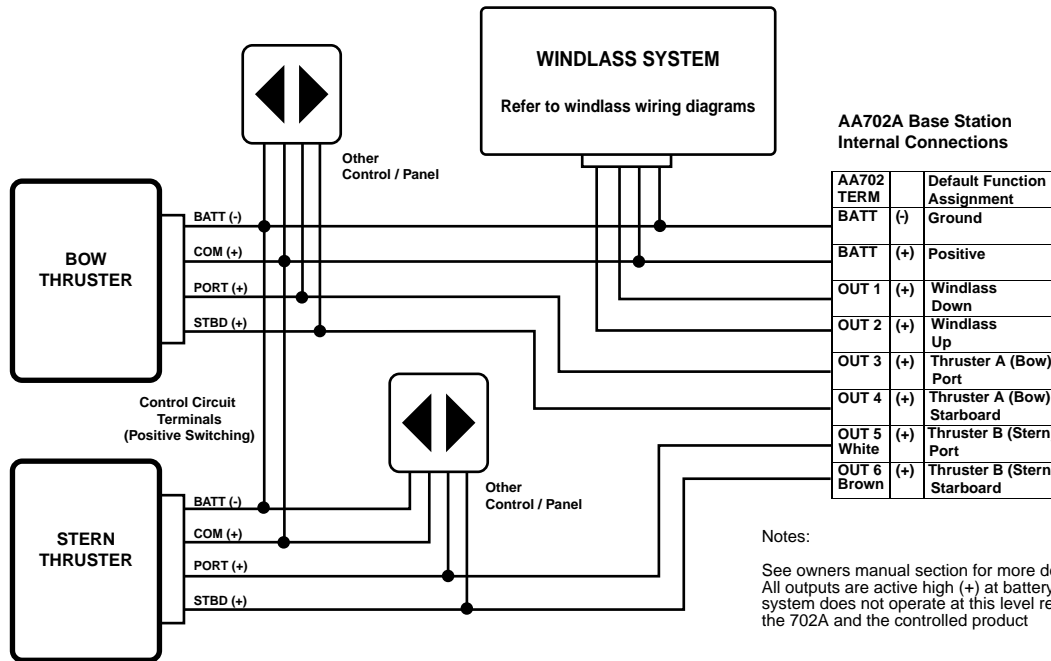 WINDLASS SYSTEM
Refer to windlass wiring diagrams
Other
Control / Panel
AA702A Base Station
Internal Connections
AA702
TERM
Default Function
Assignment
BATT (-) Ground
BATT (+) Positive
OUT 1 (+) Windlass
Down
OUT 2 (+) Windlass
Up
OUT 3 (+) Thruster A (Bow)
Port
OUT 4 (+) Thruster A (Bow)
Starboard
OUT 5
White
(+) Thruster B (Stern
Port
OUT 6
Brown
(+) Thruster B (Stern
Starboard
BOW
THRUSTER
BATT (-)
COM (+)
PORT (+)
STBD (+)
Control Circuit
Terminals
(Positive Switching)
Other
Control / Panel
STERN
THRUSTER
BATT (-)
COM (+)
PORT (+)
STBD (+)
Notes:
See owners manual section for more de
All outputs are active high (+) at battery
system does not operate at this level re
the 702A and the controlled product